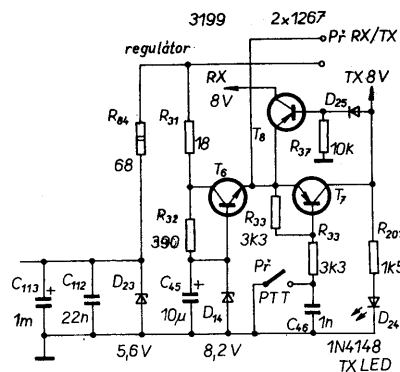 3199 2×1267
regulátor
Př RX/TX
RX
8V
TX 8V
D25
R84
68
R31
18
T8
R37
10k
T6
T7
R32
390
R33
3k3
R33
3k3
R201
1k5
C113
+
1m
C112
22n
D23
C45
+
10µ
D14
Př
PTT
C46
1n
D24
5,6V
8,2V
1N4148
TX LED